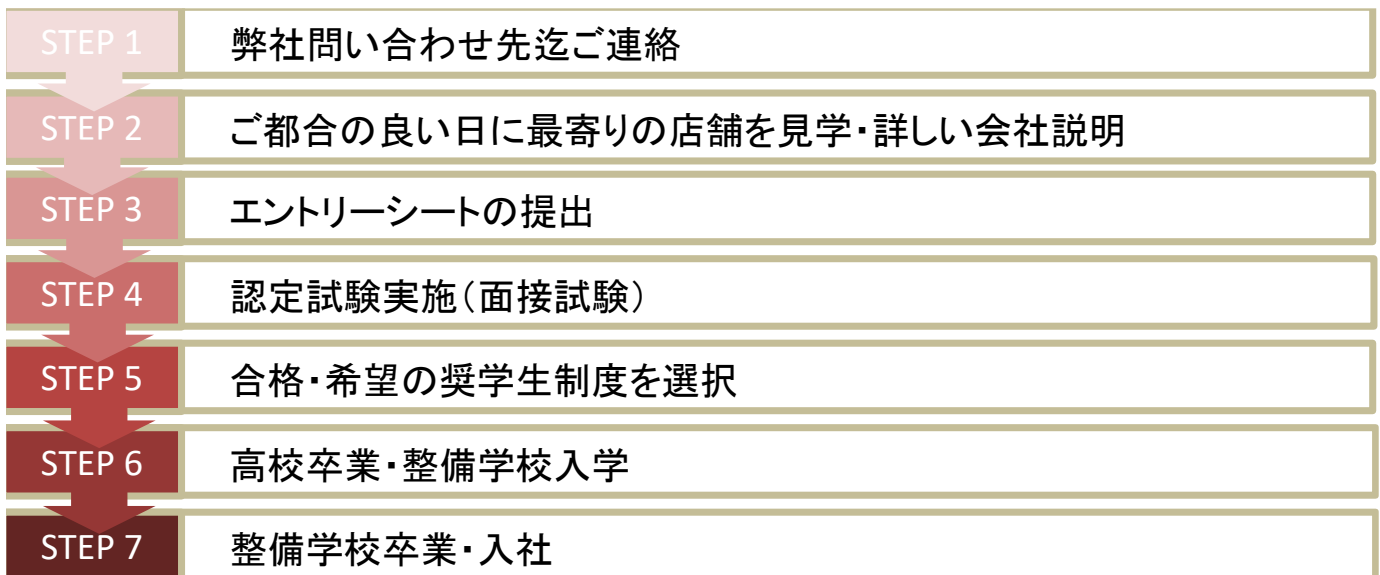 STEP 1 弊社問い合わせ先迄ご連絡
STEP 2 ご都合の良い日に最寄りの店舗を見学・詳しい会社説明
STEP 3 エントリーシートの提出
STEP 4 認定試験実施（面接試験）
STEP 5 合格・希望の奨学生制度を選択
STEP 6 高校卒業・整備学校入学
STEP 7 整備学校卒業・入社